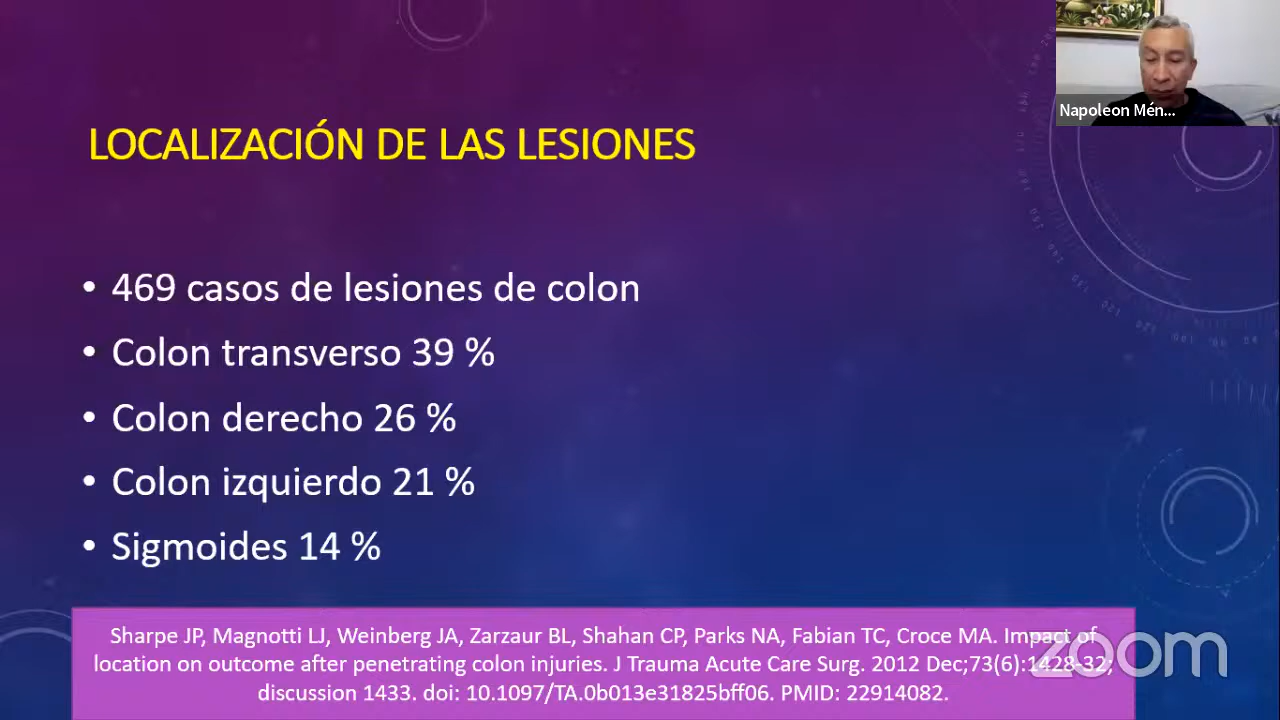 Napoleon Mén...
LOCALIZACIÓN DE LAS LESIONES
• 469 casos de lesiones de colon
• Colon transverso 39 %
• Colon derecho 26 %
• Colon izquierdo 21 %
• Sigmoides 14 %
Sharpe JP, Magnotti LJ, Weinberg JA, Zarzaur BL, Shahan CP, Parks NA, Fabian TC, Croce MA. Impact of
location on outcome after penetrating colon injuries. J Trauma Acute Care Surg. 2012 Dec;73(6):1428-32;
discussion 1433. doi: 10.1097/TA.0b013e31825bff06. PMID: 22914082.
zoom